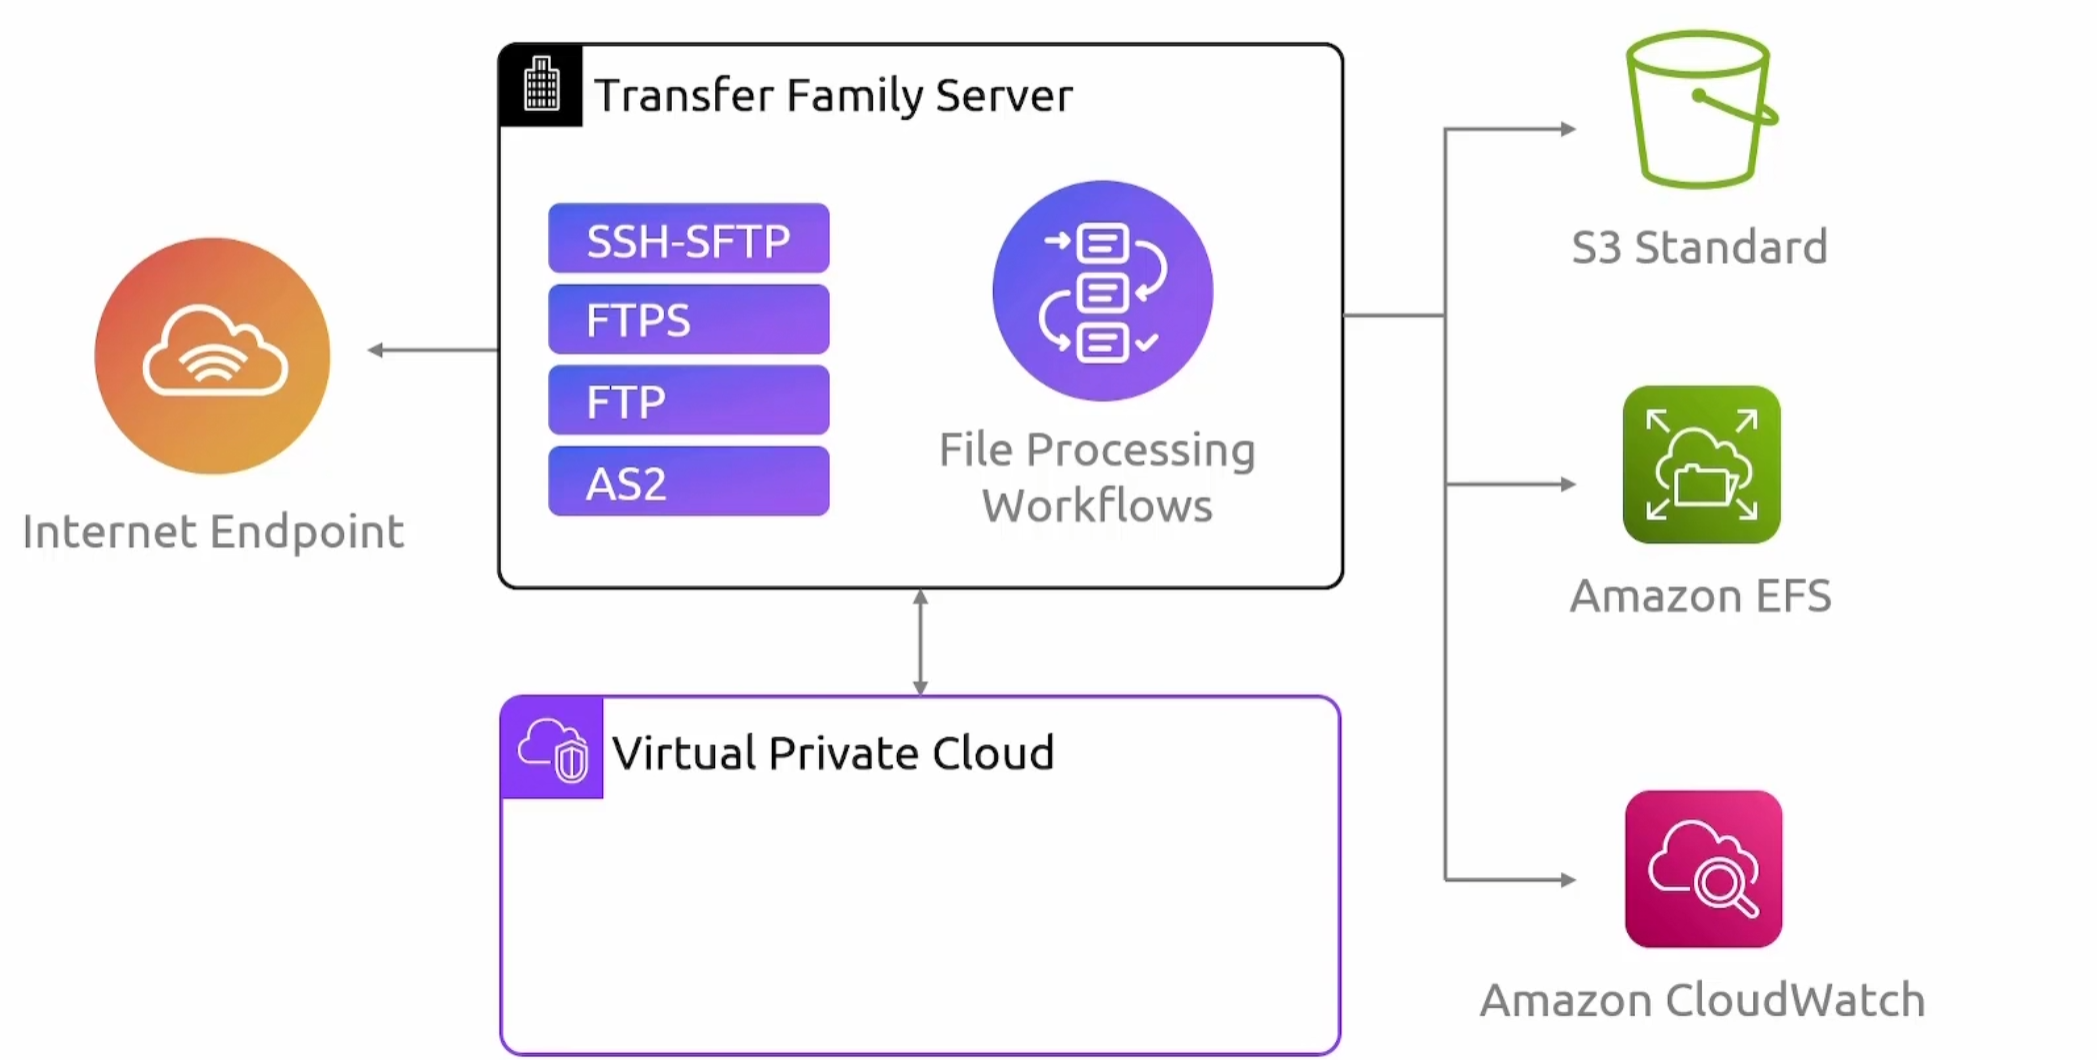 Transfer Family Server
SSH-SFTP
FTPS
FTP
AS2
File Processing
Workflows
Internet Endpoint
S3 Standard
Amazon EFS
Virtual Private Cloud
Amazon CloudWatch